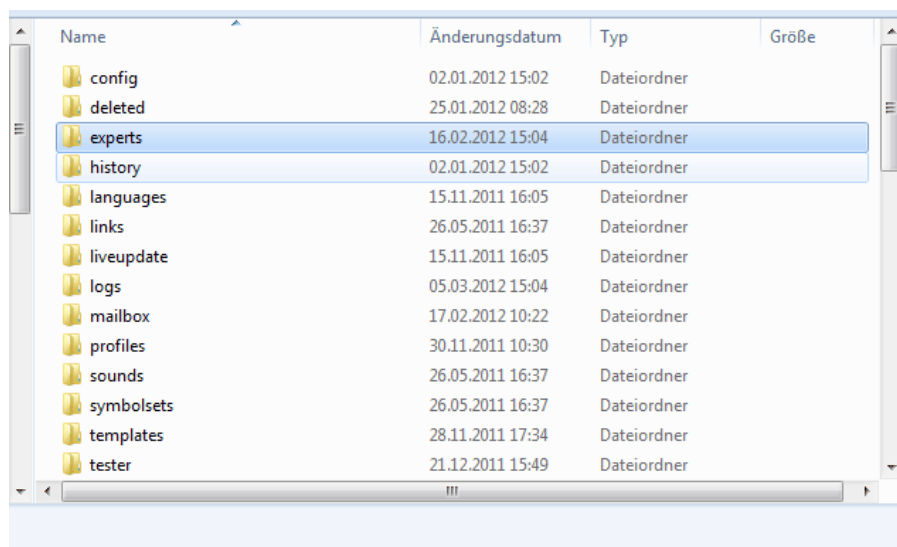 Name Änderungsdatum Typ Größe
config 02.01.2012 15:02 Dateiordner
deleted 25.01.2012 08:28 Dateiordner
experts 16.02.2012 15:04 Dateiordner
history 02.01.2012 15:02 Dateiordner
languages 15.11.2011 16:05 Dateiordner
links 26.05.2011 16:37 Dateiordner
liveupdate 15.11.2011 16:05 Dateiordner
logs 05.03.2012 15:04 Dateiordner
mailbox 17.02.2012 10:22 Dateiordner
profiles 30.11.2011 10:30 Dateiordner
sounds 26.05.2011 16:37 Dateiordner
symbolsets 26.05.2011 16:37 Dateiordner
templates 28.11.2011 17:34 Dateiordner
tester 21.12.2011 15:49 Dateiordner